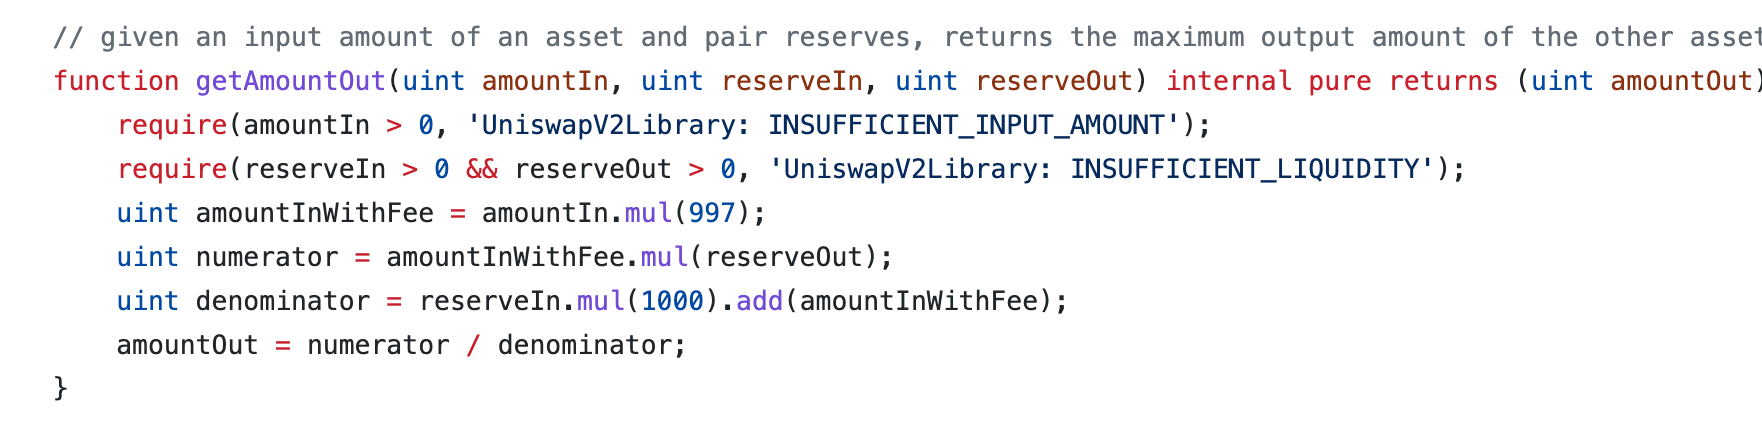 // given an input amount of an asset and pair reserves, returns the maximum output amount of the other asset
function getAmountOut(uint amountIn, uint reserveIn, uint reserveOut) internal pure returns (uint amountOut)
require(amountIn > 0, 'UniswapV2Library: INSUFFICIENT_INPUT_AMOUNT');
require(reserveIn > 0 && reserveOut > 0, 'UniswapV2Library: INSUFFICIENT_LIQUIDITY');
uint amountInWithFee = amountIn.mul(997);
uint numerator = amountInWithFee.mul(reserveOut);
uint denominator = reserveIn.mul(1000).add(amountInWithFee);
amountOut = numerator / denominator;
}